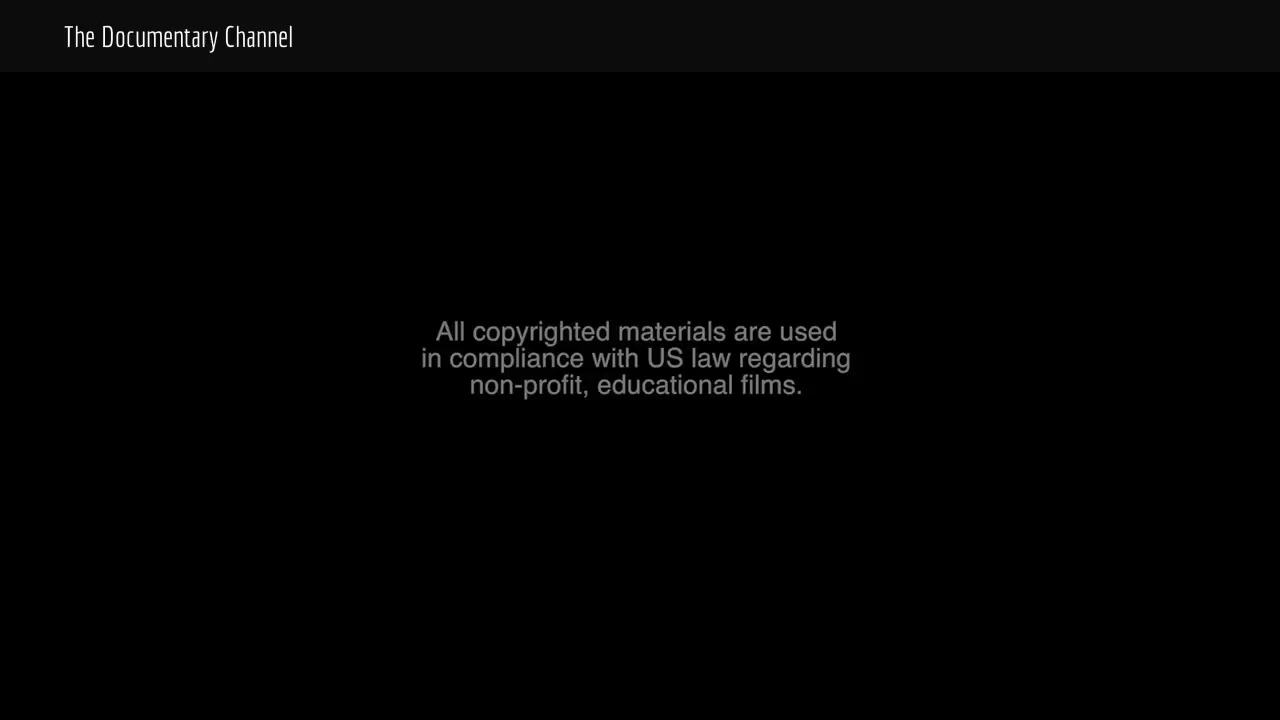 The Documentary Channel
All copyrighted materials are used
in compliance with US law regarding
non-profit, educational films.